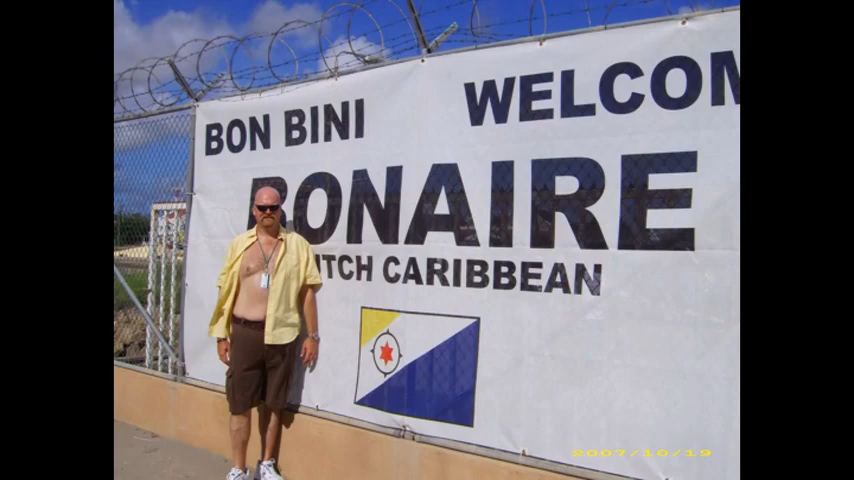 BON BINI WELCOM
BONAIRE
TCH CARIBBEAN
2007/10/19